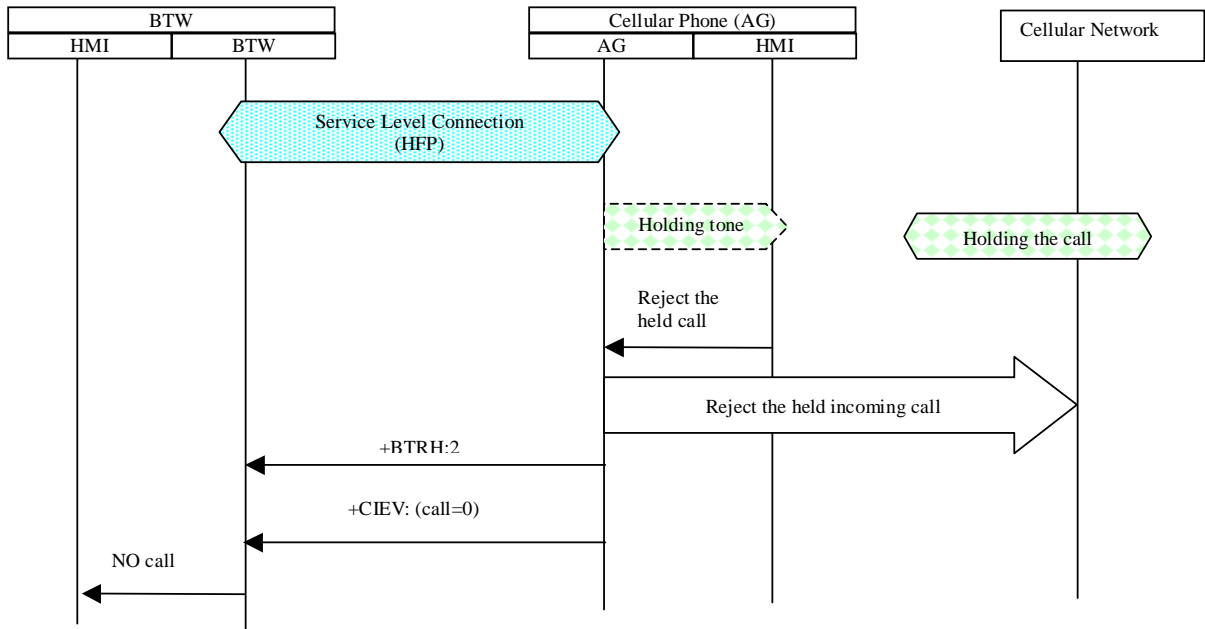 BTW
Cellular Phone (AG)
Cellular Network
HMI
BTW
AG
HMI
Service Level Connection
(HFP)
Holding tone
Holding the call
Reject the
held call
Reject the held incoming call
+BTRH:2
+CIEV: (call=0)
NO call